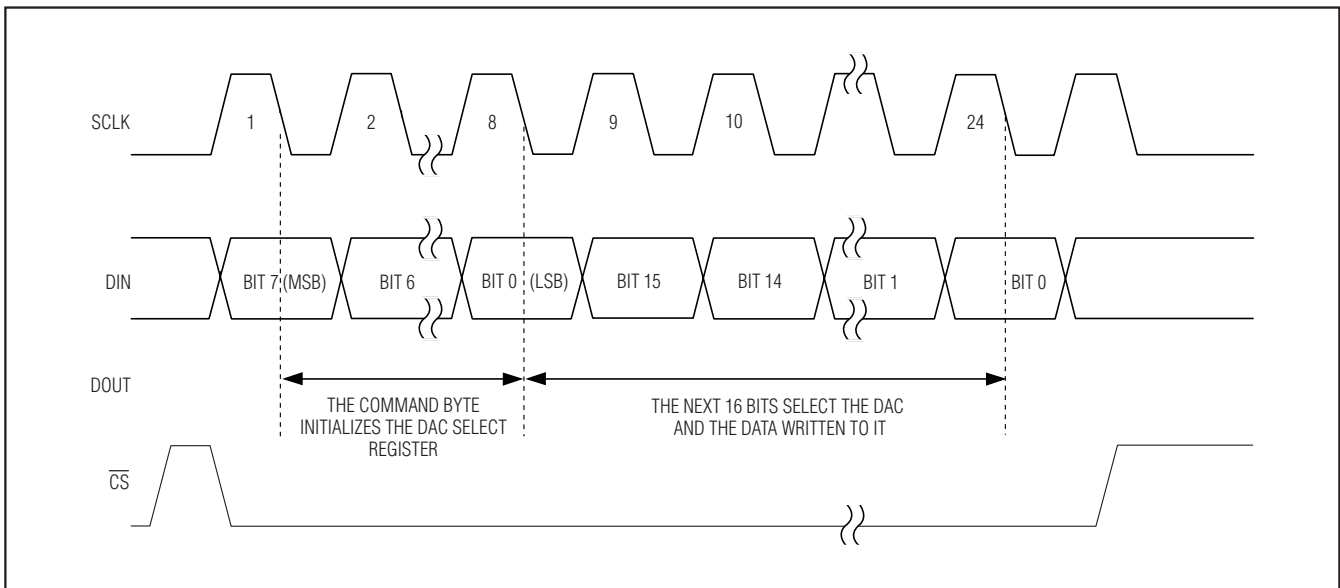 SCLK
1
2
8
9
10
24
DIN
BIT 7 (MSB)
BIT 6
BIT 0 (LSB)
BIT 15
BIT 14
BIT 1
BIT 0
DOUT
THE COMMAND BYTE
INITIALIZES THE DAC SELECT
REGISTER
THE NEXT 16 BITS SELECT THE DAC
AND THE DATA WRITTEN TO IT
C̅S̅